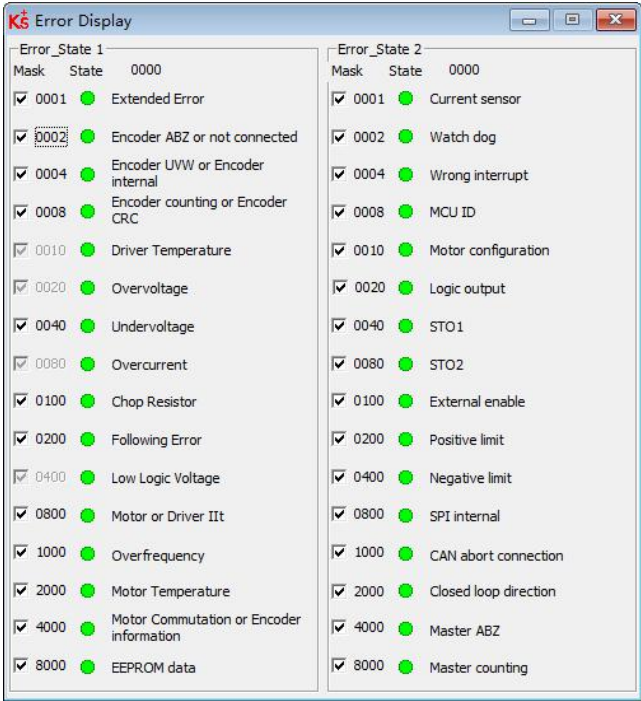 Kṡ Error Display
Error_State 1
Mask State 0000
0001 Extended Error
0002 Encoder ABZ or not connected
0004 Encoder UVW or Encoder
internal
0008 Encoder counting or Encoder
CRC
0010 Driver Temperature
0020 Overvoltage
0040 Undervoltage
0080 Overcurrent
0100 Chop Resistor
0200 Following Error
0400 Low Logic Voltage
0800 Motor or Driver IIt
1000 Overfrequency
2000 Motor Temperature
4000 Motor Commutation or Encoder
information
8000 EEPROM data
Error_State 2
Mask State 0000
0001 Current sensor
0002 Watch dog
0004 Wrong interrupt
0008 MCU ID
0010 Motor configuration
0020 Logic output
0040 STO1
0080 STO2
0100 External enable
0200 Positive limit
0400 Negative limit
0800 SPI internal
1000 CAN abort connection
2000 Closed loop direction
4000 Master ABZ
8000 Master counting